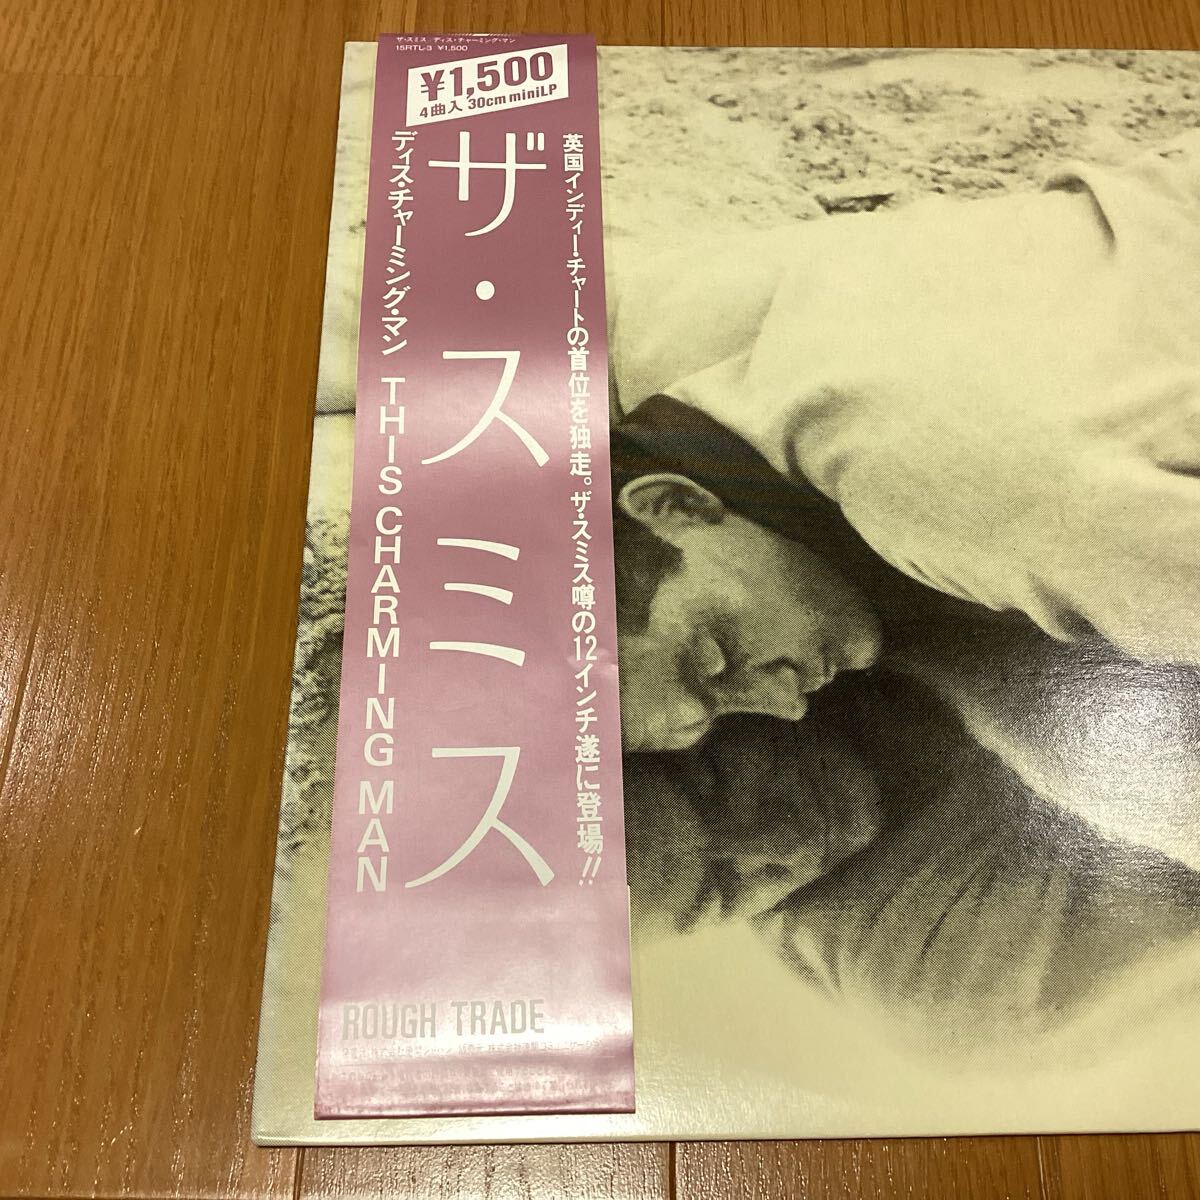 ザ・スミス ディス・チャーミング・マン
15RTL-3 ¥1,500
¥1,500
4曲入 30cm miniLP
英国インディー・チャートの首位を独走。ザ・スミス噂の12インチ遂に登場!!
ザ・スミス
ディス・チャーミング・マン THIS CHARMING MAN
ROUGH TRADE